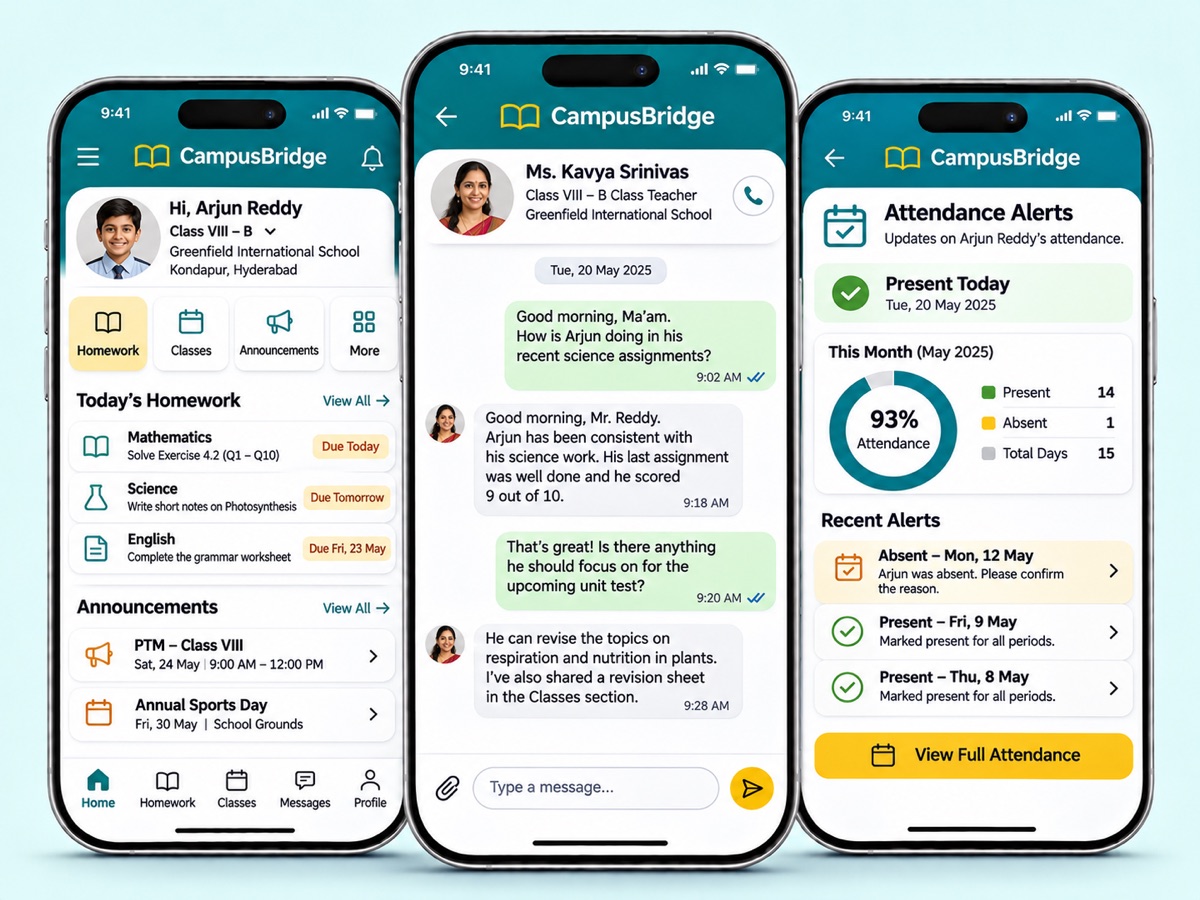 9:41
CampusBridge
Hi, Arjun Reddy
Class VIII – B
Greenfield International School
Kondapur, Hyderabad
Homework
Classes
Announcements
More
Today's Homework
View All →
Mathematics
Solve Exercise 4.2 (Q1 – Q10)
Due Today
Science
Write short notes on Photosynthesis
Due Tomorrow
English
Complete the grammar worksheet
Due Fri, 23 May
Announcements
View All →
PTM – Class VIII
Sat, 24 May | 9:00 AM – 12:00 PM
Annual Sports Day
Fri, 30 May | School Grounds
Home
Homework
Classes
Messages
Profile
9:41
CampusBridge
Ms. Kavya Srinivas
Class VIII – B Class Teacher
Greenfield International School
Tue, 20 May 2025
Good morning, Ma'am.
How is Arjun doing in his
recent science assignments?
9:02 AM
Good morning, Mr. Reddy.
Arjun has been consistent with
his science work. His last assignment
was well done and he scored
9 out of 10.
9:18 AM
That's great! Is there anything
he should focus on for the
upcoming unit test?
9:20 AM
He can revise the topics on
respiration and nutrition in plants.
I've also shared a revision sheet
in the Classes section.
9:28 AM
Type a message...
9:41
CampusBridge
Attendance Alerts
Updates on Arjun Reddy's attendance.
Present Today
Tue, 20 May 2025
This Month (May 2025)
93%
Attendance
Present 14
Absent 1
Total Days 15
Recent Alerts
Absent – Mon, 12 May
Arjun was absent. Please confirm
the reason.
Present – Fri, 9 May
Marked present for all periods.
Present – Thu, 8 May
Marked present for all periods.
View Full Attendance